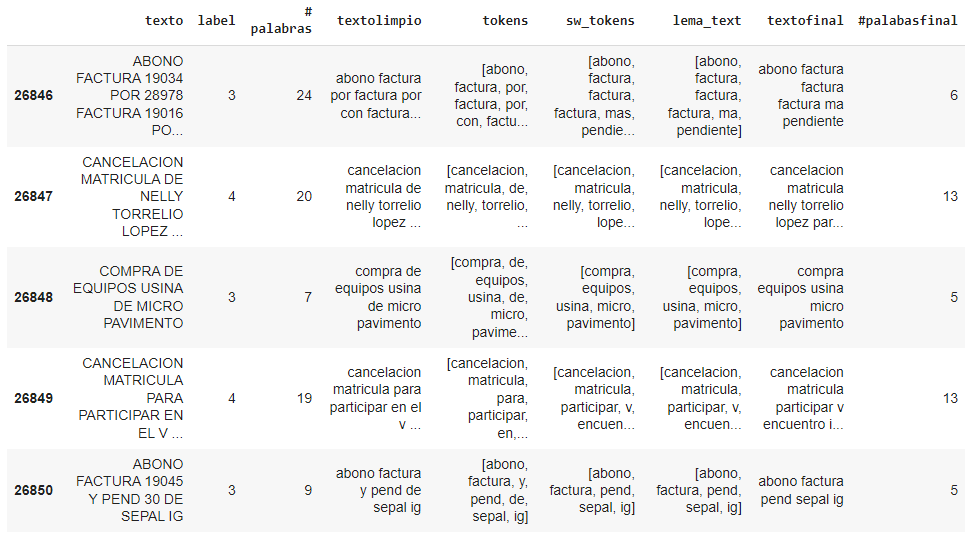 texto label # palabras textolimpio tokens sw_tokens lema_text textofinal #palabasfinal
26846 ABONO FACTURA 19034 POR 28978 FACTURA 19016 PO... 3 24 abono factura por factura por con factura... [abono, factura, por, factura, por, con, factu... [abono, factura, factura, factura, mas, pendie... [abono, factura, factura, factura, ma, pendiente] abono factura factura factura ma pendiente 6
26847 CANCELACION MATRICULA DE NELLY TORRELIO LOPEZ ... 4 20 cancelacion matricula de nelly torrelio lopez ... [cancelacion, matricula, de, nelly, torrelio, ... [cancelacion, matricula, nelly, torrelio, lope... [cancelacion, matricula, nelly, torrelio, lope... cancelacion matricula nelly torrelio lopez par... 13
26848 COMPRA DE EQUIPOS USINA DE MICRO PAVIMENTO 3 7 compra de equipos usina de micro pavimento [compra, de, equipos, usina, de, micro, pavime... [compra, equipos, usina, micro, pavimento] [compra, equipos, usina, micro, pavimento] compra equipos usina micro pavimento 5
26849 CANCELACION MATRICULA PARA PARTICIPAR EN EL V ... 4 19 cancelacion matricula para participar en el v ... [cancelacion, matricula, para, participar, en,... [cancelacion, matricula, participar, v, encuen... [cancelacion, matricula, participar, v, encuen... cancelacion matricula participar v encuentro i... 13
26850 ABONO FACTURA 19045 Y PEND 30 DE SEPAL IG 3 9 abono factura y pend de sepal ig [abono, factura, y, pend, de, sepal, ig] [abono, factura, pend, sepal, ig] [abono, factura, pend, sepal, ig] abono factura pend sepal ig 5